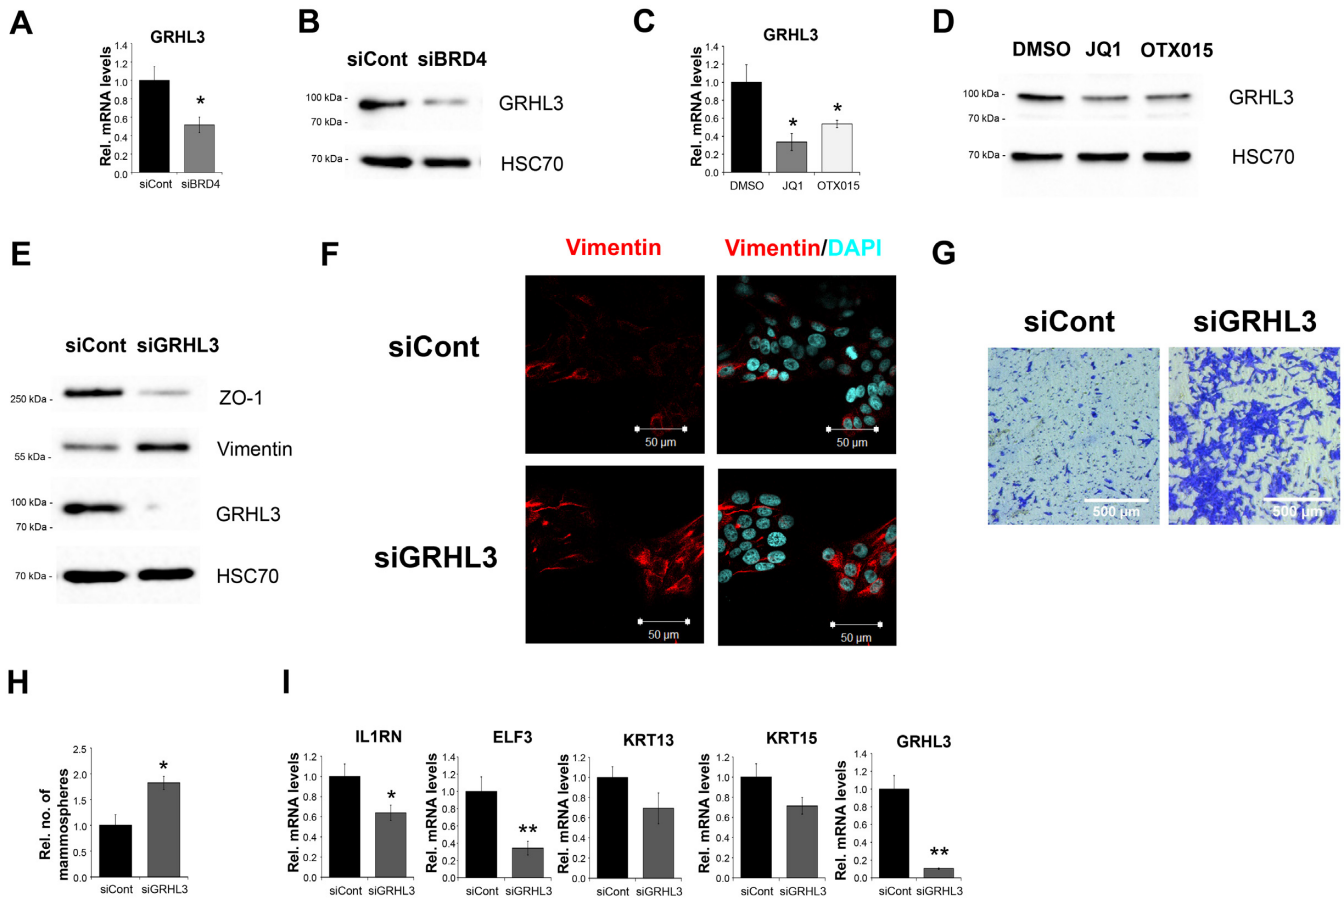 A
GRHL3
Rel. mRNA levels
1.4
1.2
1.0
0.8
0.6
0.4
0.2
0.0
*
siCont siBRD4
B
siCont siBRD4
100 kDa -
70 kDa -
GRHL3
70 kDa -
HSC70
C
GRHL3
Rel. mRNA levels
1.4
1.2
1.0
0.8
0.6
0.4
0.2
0.0
* *
DMSO JQ1 OTX015
D
DMSO JQ1 OTX015
100 kDa -
70 kDa -
GRHL3
70 kDa -
HSC70
E
siCont siGRHL3
250 kDa -
ZO-1
55 kDa -
Vimentin
100 kDa -
70 kDa -
GRHL3
70 kDa -
HSC70
F
Vimentin Vimentin/DAPI
siCont
50 µm 50 µm
siGRHL3
50 µm 50 µm
G
siCont siGRHL3
500 µm 500 µm
H
Rel. no. of
mammospheres
2.5
2.0
1.5
1.0
0.5
0.0
*
siCont siGRHL3
I
IL1RN
Rel. mRNA levels
1.2
1.0
0.8
0.6
0.4
0.2
0.0
*
siCont siGRHL3
ELF3
Rel. mRNA levels
1.4
1.2
1.0
0.8
0.6
0.4
0.2
0.0
**
siCont siGRHL3
KRT13
Rel. mRNA levels
1.2
1.0
0.8
0.6
0.4
0.2
0.0
siCont siGRHL3
KRT15
Rel. mRNA levels
1.2
1.0
0.8
0.6
0.4
0.2
0.0
siCont siGRHL3
GRHL3
Rel. mRNA levels
1.4
1.2
1.0
0.8
0.6
0.4
0.2
0.0
**
siCont siGRHL3